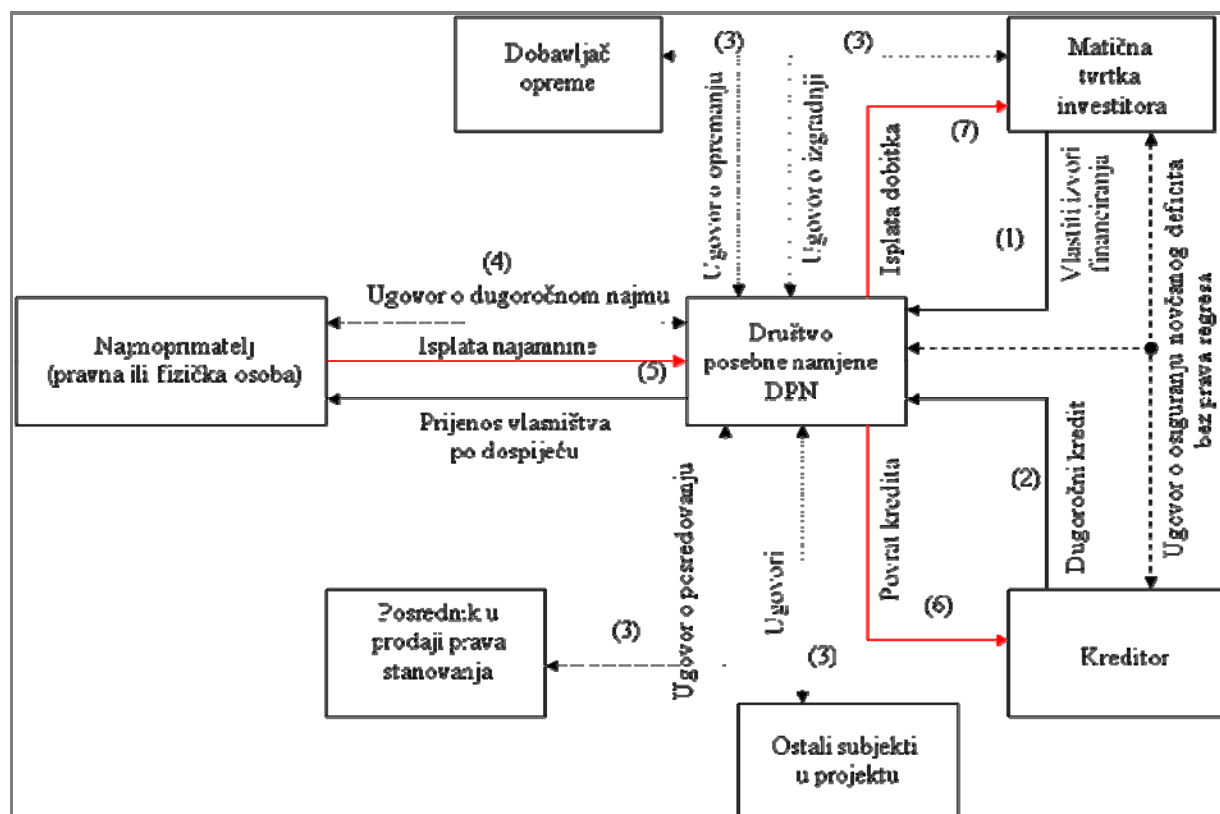 Dobavljač
opreme
(3)
(3)
Matična
tvrtka
investitora
Ugovor o opremanju
Ugovor o izgradnji
Isplata dobitka
(7)
(1)
Vlastiti izvori
financiranja
Ugovor o osiguranju novčanog deficita
bez prava regresa
(4)
Ugovor o dugoročnom najmu
Najmoprimatelj
(pravna ili fizička osoba)
Isplata najamnine
(5)
Prijenos vlasništva
po dospijeću
Društvo
posebne namjene
DPN
Ugovor o posredovanju
Ugovori
Povrat kredita
(2)
Dugoročni kredit
(6)
Posrednik u
prodaji prava
stanovanja
(3)
(3)
Kreditor
Ostali subjekti
u projektu